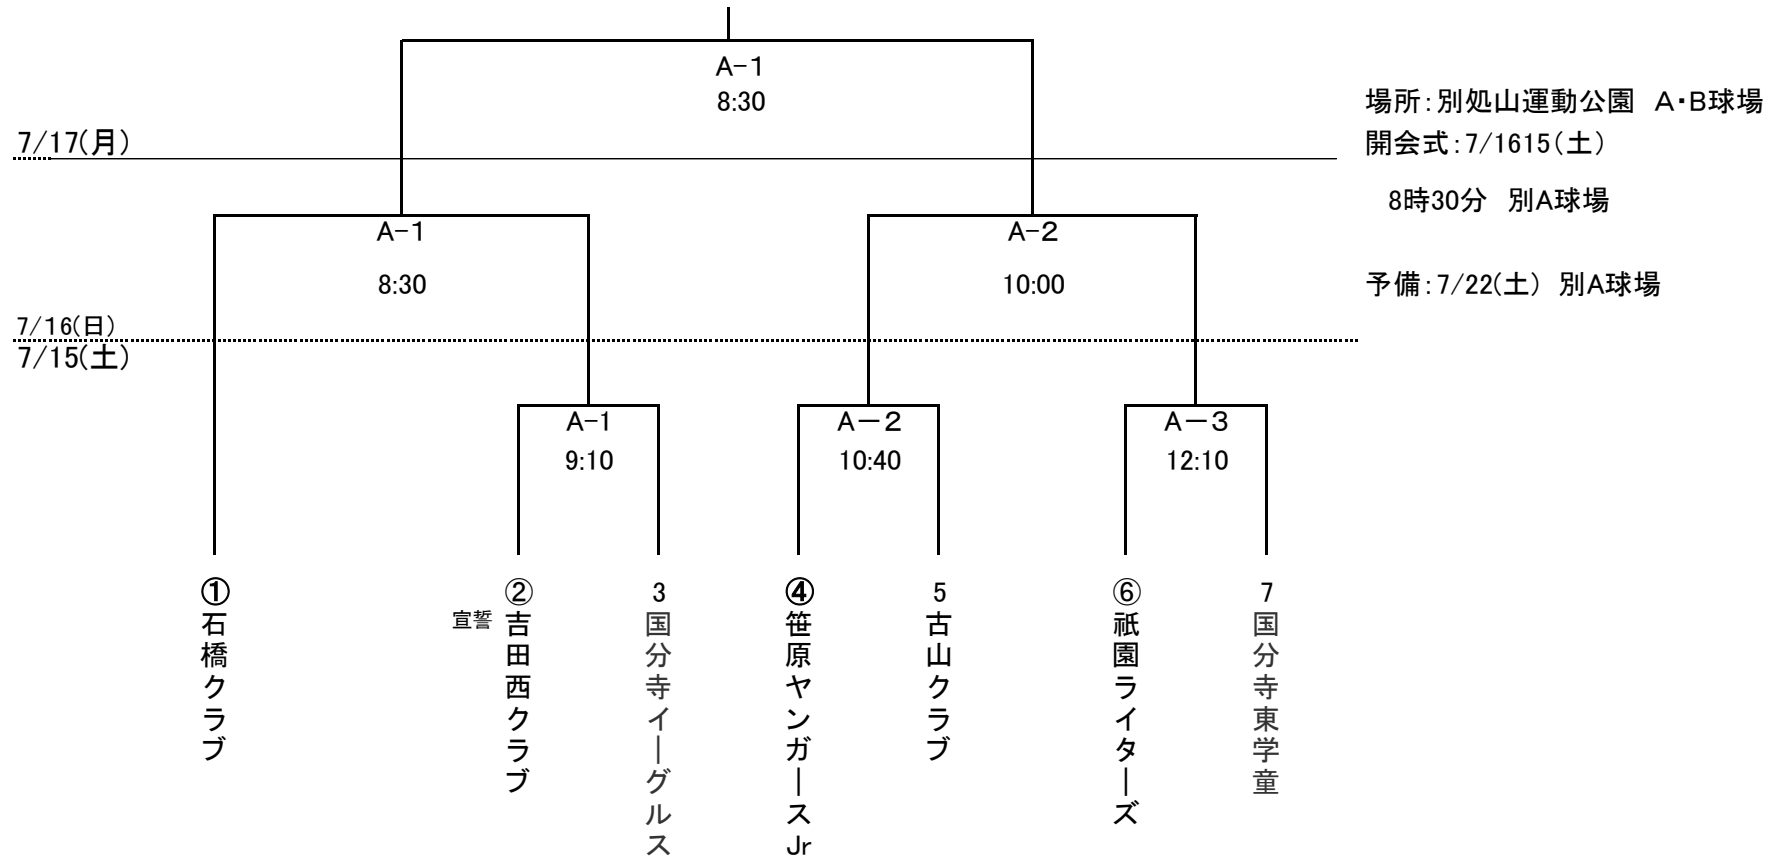 A-1
8:30
場所：別処山運動公園　A・B球場
7/17(月)
開会式：7/1615(土)
8時30分　別A球場
A-1
A-2
8:30
10:00
予備：7/22(土)　別A球場
7/16(日)
7/15(土)
A-1
A－2
A－3
9:10
10:40
12:10
①石橋クラブ
宣誓
②吉田西クラブ
3国分寺イーグルス
④笹原ヤンガースJr
5古山クラブ
⑥祇園ライターズ
7国分寺東学童